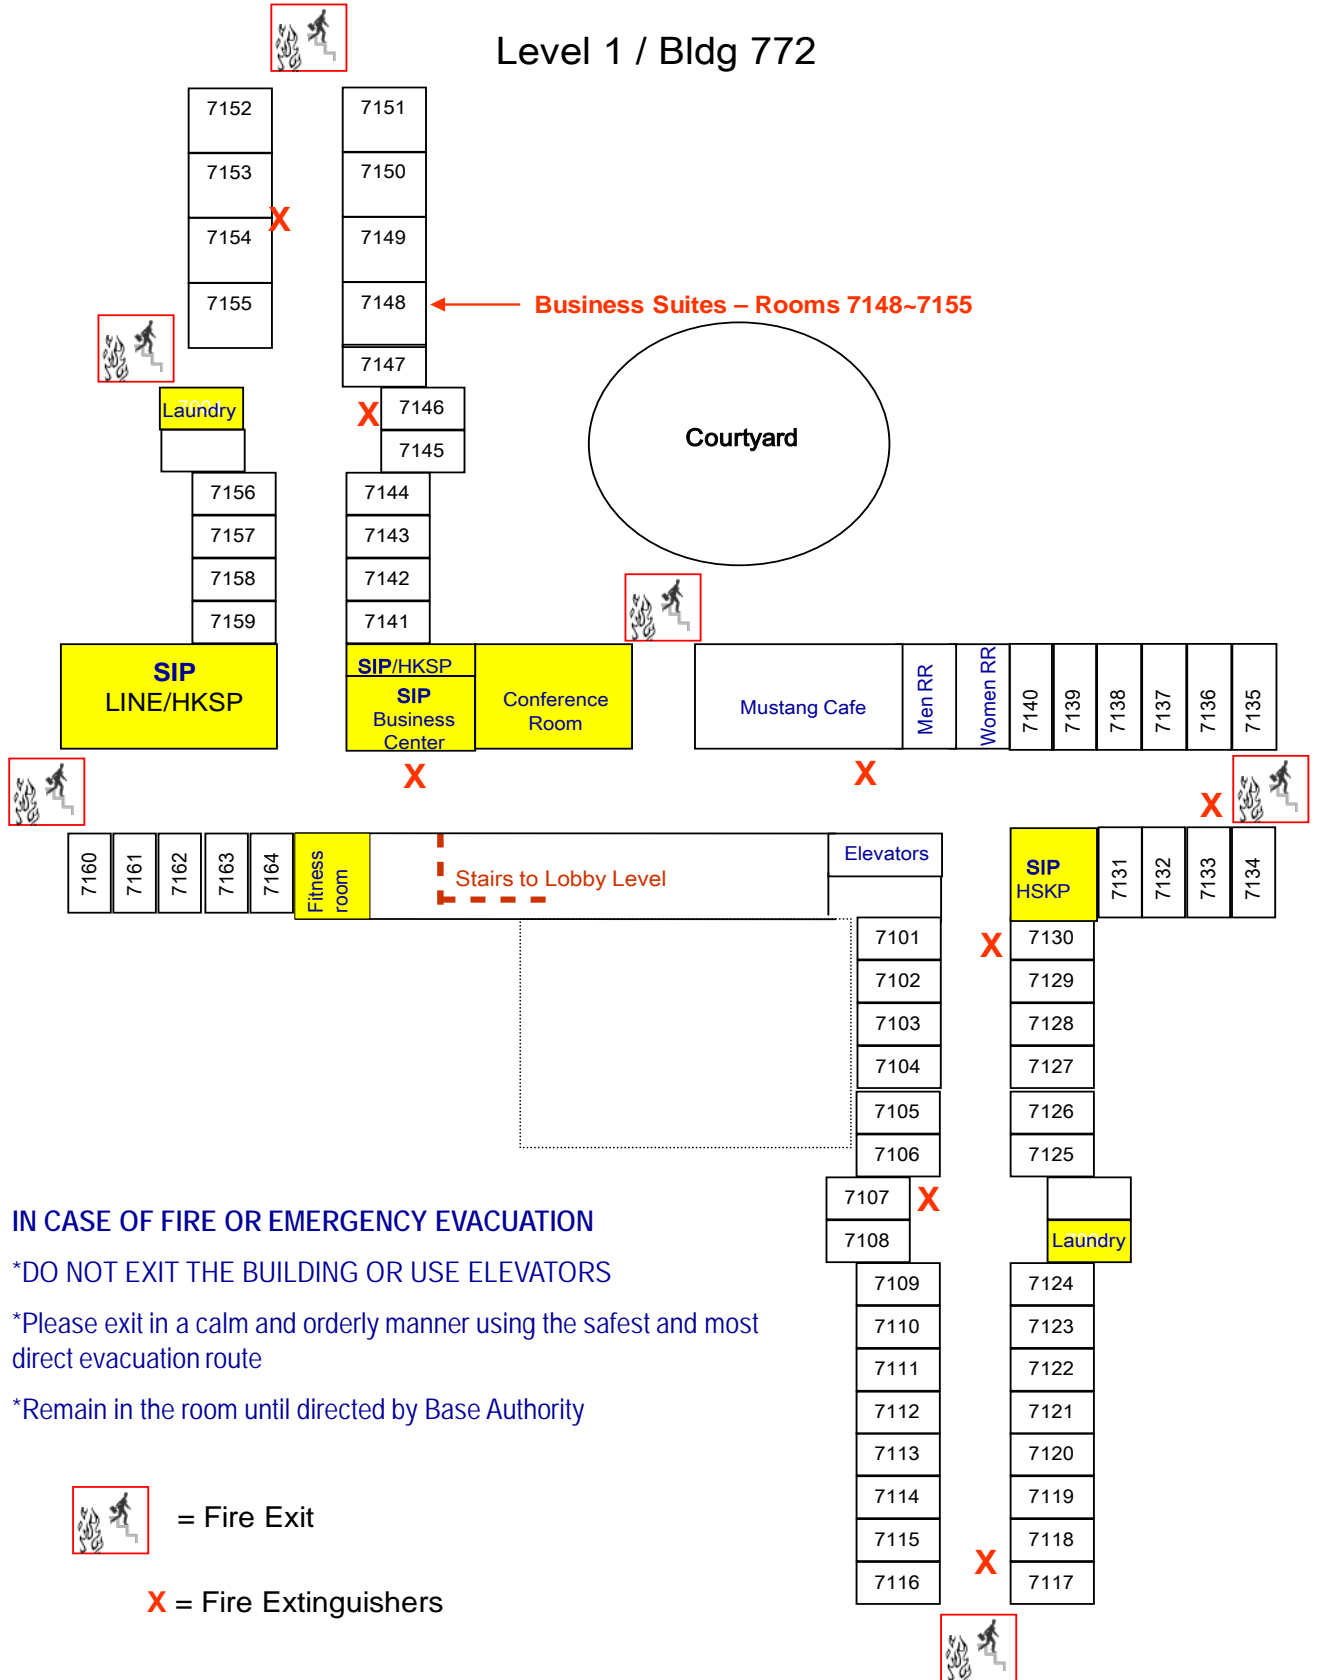 Level 1 / Bldg 772
7152
7151
7153
7150
X
7154
7149
7155
7148
Business Suites – Rooms 7148~7155
7147
Laundry
X
7146
7145
Courtyard
7156
7144
7157
7143
7158
7142
7159
7141
SIP
LINE/HKSP
SIP/HKSP
SIP
Business
Center
Conference
Room
Mustang Cafe
Men RR
Women RR
7140
7139
7138
7137
7136
7135
X
X
X
7160
7161
7162
7163
7164
Fitness
room
Stairs to Lobby Level
Elevators
SIP
HSKP
7131
7132
7133
7134
7101
X
7130
7102
7129
7103
7128
7104
7127
7105
7126
7106
7125
7107
X
7108
Laundry
7109
7124
7110
7123
7111
7122
7112
7121
7113
7120
7114
7119
7115
7118
X
7116
7117
IN CASE OF FIRE OR EMERGENCY EVACUATION
*DO NOT EXIT THE BUILDING OR USE ELEVATORS
*Please exit in a calm and orderly manner using the safest and most
direct evacuation route
*Remain in the room until directed by Base Authority
= Fire Exit
X = Fire Extinguishers